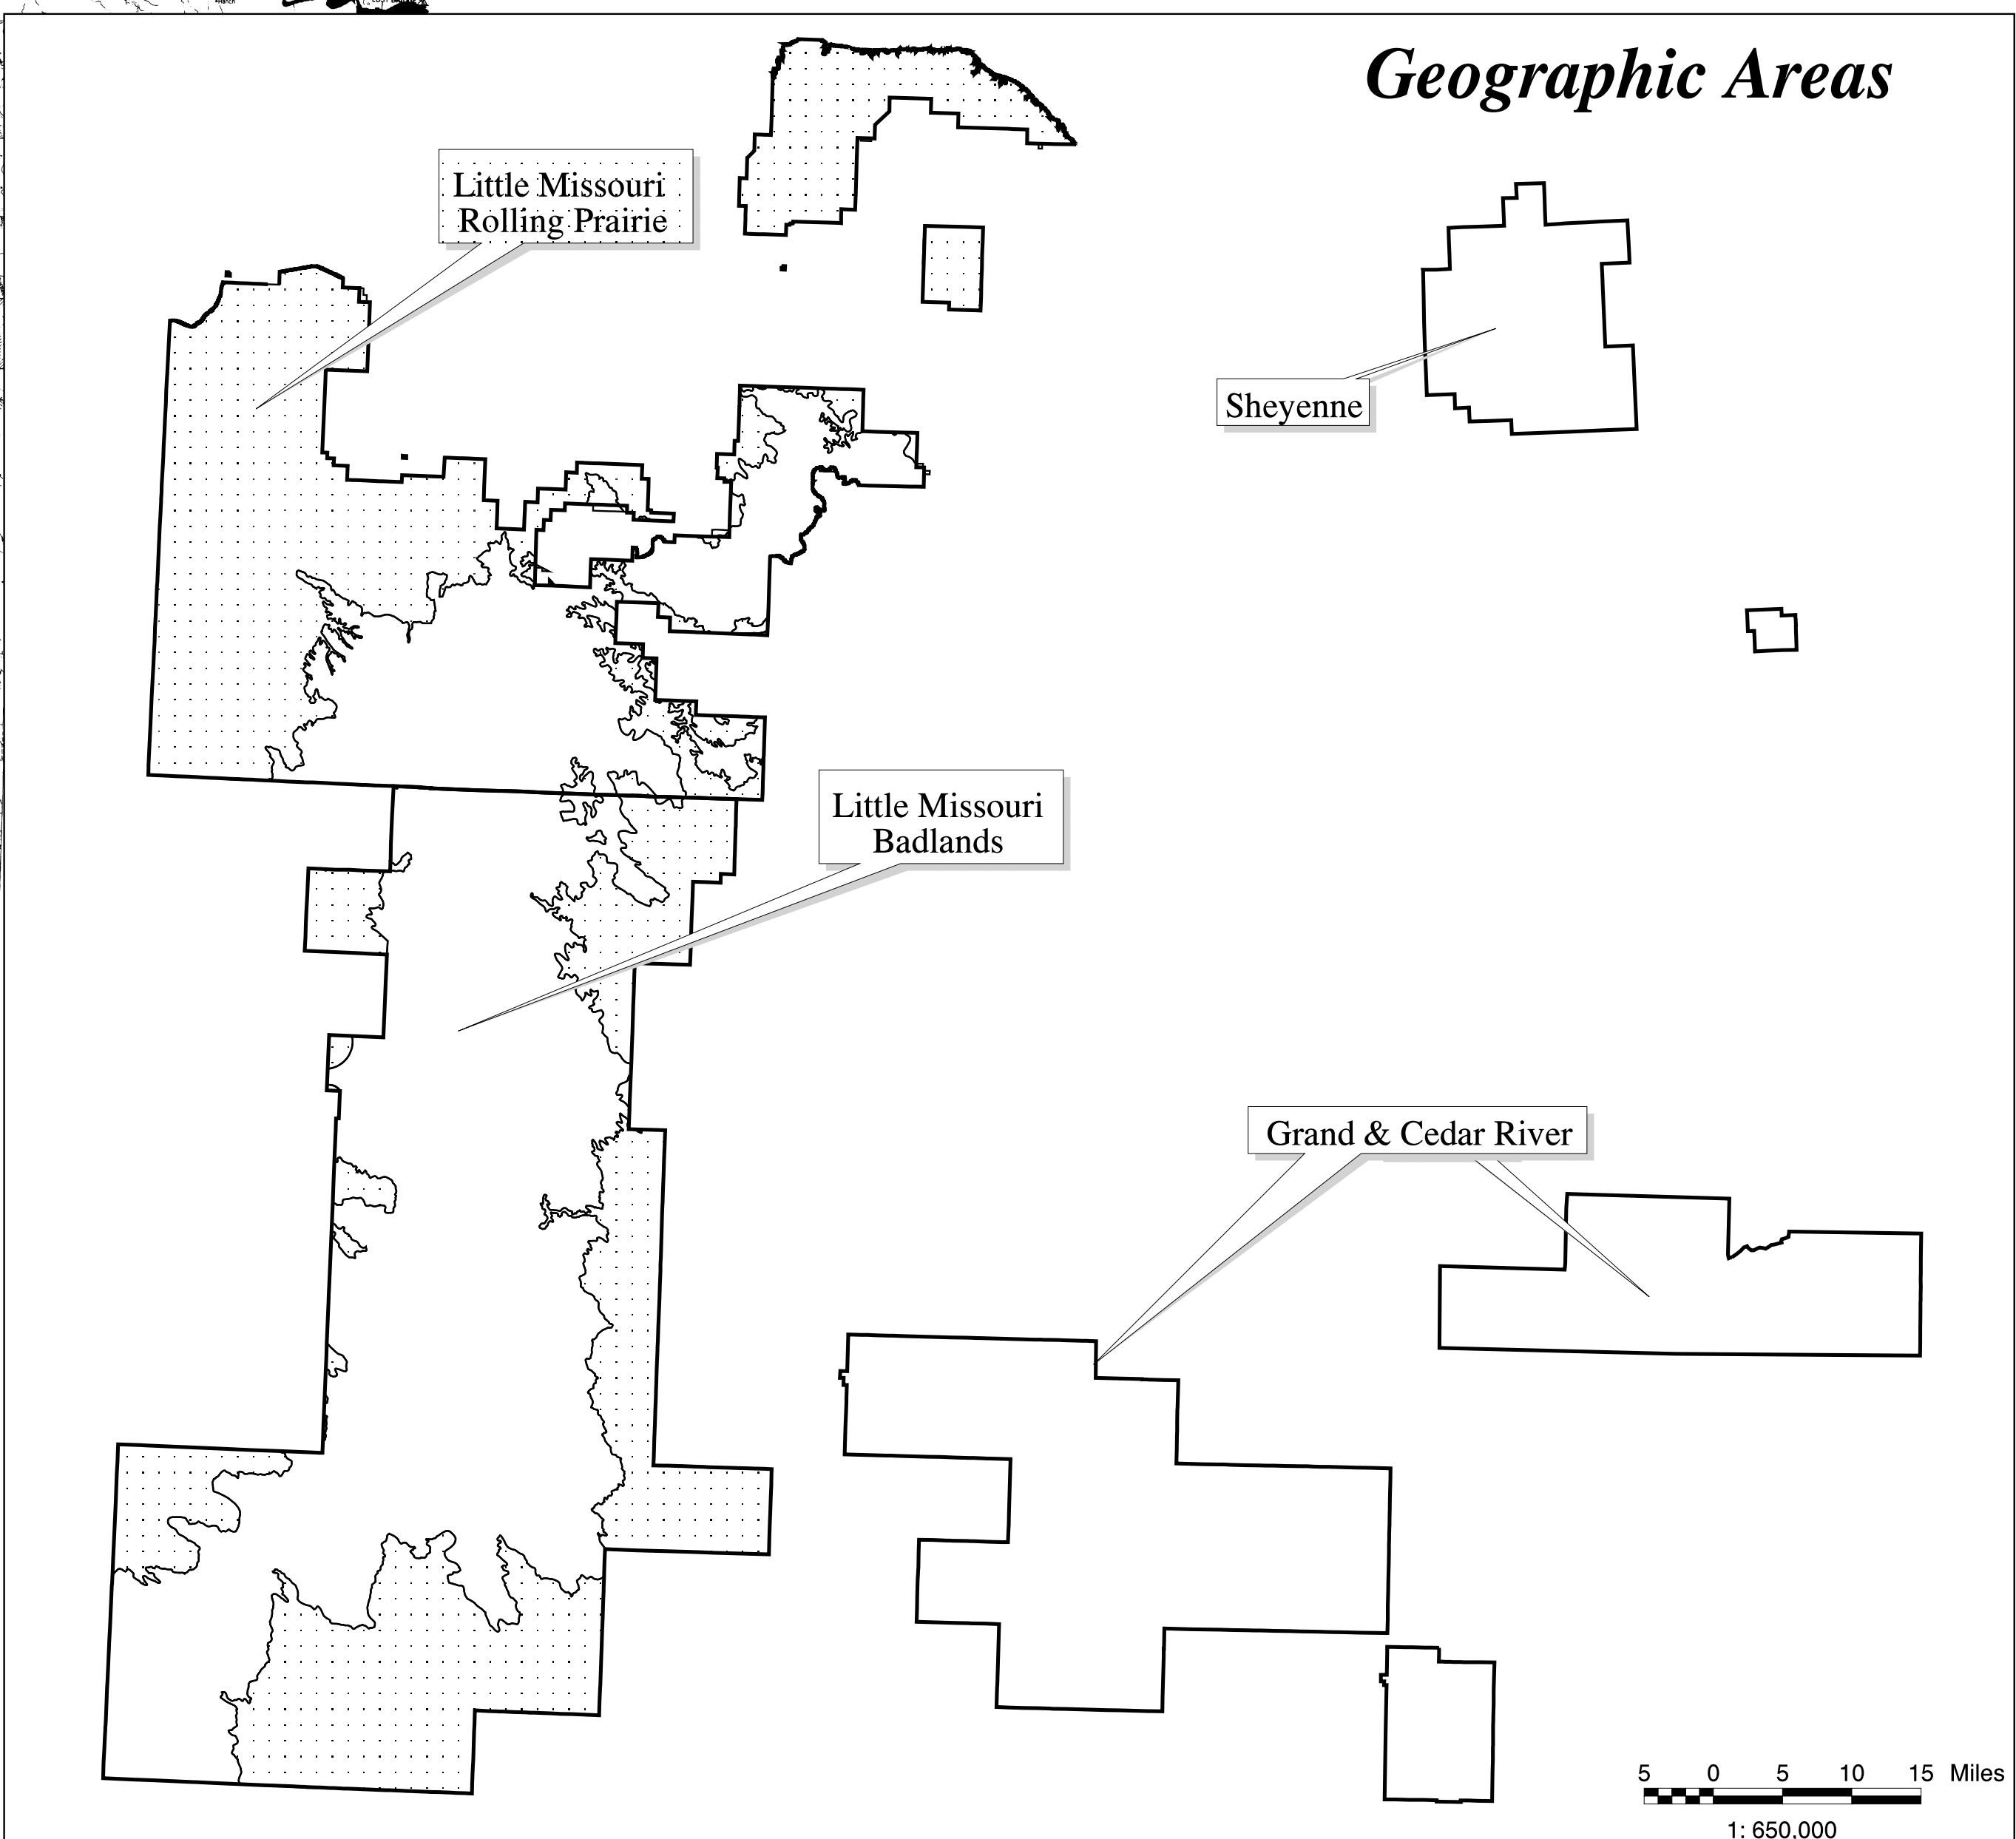 Geographic Areas
Little Missouri
Rolling Prairie
Sheyenne
Little Missouri
Badlands
Grand & Cedar River
5 0 5 10 15 Miles
1: 650,000